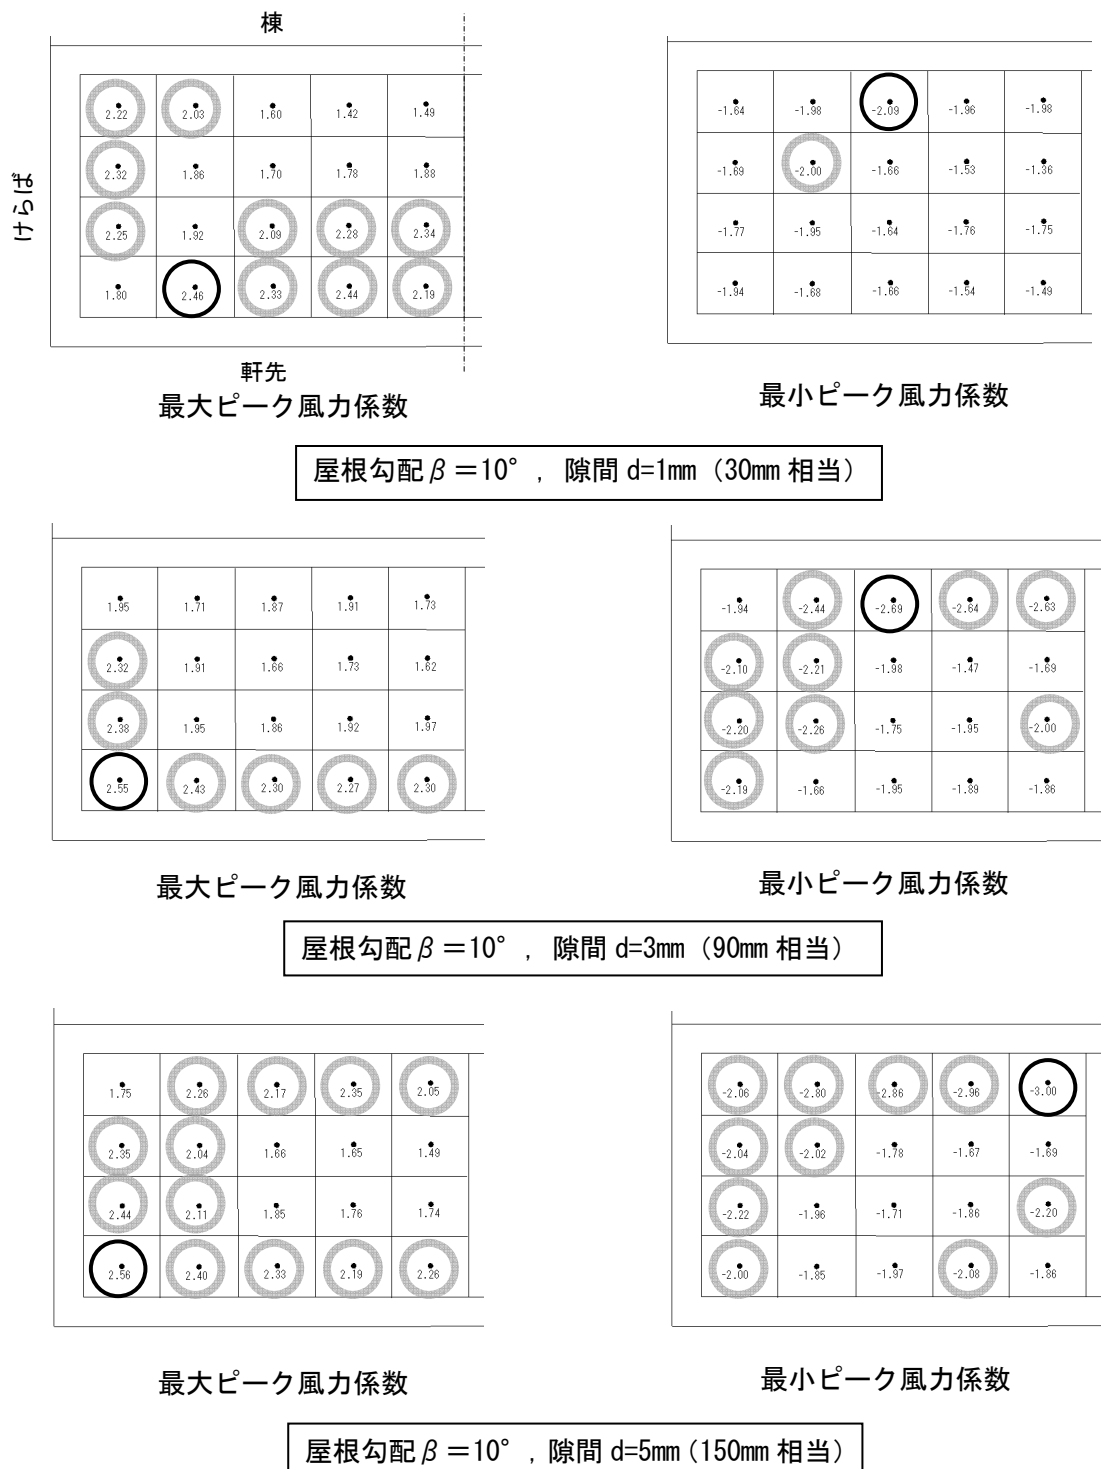 棟
けらば
2.22 2.03 1.60 1.42 1.49
2.32 1.86 1.70 1.78 1.88
2.25 1.92 2.09 2.28 2.34
1.80 2.46 2.33 2.44 2.19
軒先
最大ピーク風力係数
-1.64 -1.98 -2.09 -1.96 -1.98
-1.69 -2.00 -1.66 -1.53 -1.36
-1.77 -1.95 -1.64 -1.76 -1.75
-1.94 -1.68 -1.66 -1.54 -1.49
最小ピーク風力係数
屋根勾配β=10°, 隙間 d=1mm (30mm 相当)
1.95 1.71 1.87 1.91 1.73
2.32 1.91 1.66 1.73 1.62
2.38 1.95 1.86 1.92 1.97
2.55 2.43 2.30 2.27 2.30
最大ピーク風力係数
-1.94 -2.44 -2.69 -2.64 -2.63
-2.10 -2.21 -1.98 -1.47 -1.69
-2.20 -2.26 -1.75 -1.95 -2.00
-2.19 -1.66 -1.95 -1.89 -1.86
最小ピーク風力係数
屋根勾配β=10°, 隙間 d=3mm (90mm 相当)
1.75 2.26 2.17 2.35 2.05
2.35 2.04 1.66 1.65 1.49
2.44 2.11 1.85 1.76 1.74
2.56 2.40 2.33 2.19 2.26
最大ピーク風力係数
-2.06 -2.80 -2.86 -2.96 -3.00
-2.04 -2.02 -1.78 -1.67 -1.69
-2.22 -1.96 -1.71 -1.86 -2.20
-2.00 -1.85 -1.97 -2.08 -1.86
最小ピーク風力係数
屋根勾配β=10°, 隙間 d=5mm (150mm 相当)